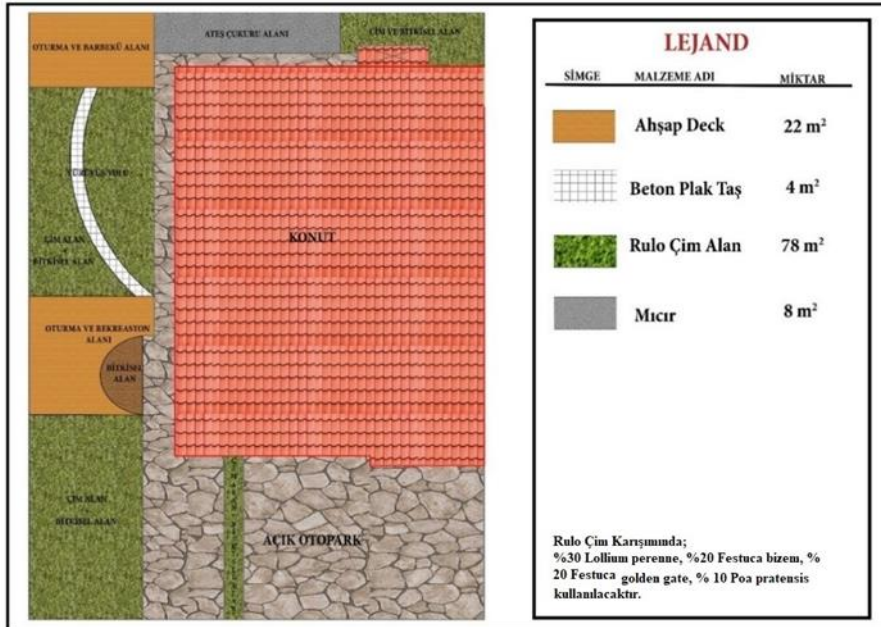 OTURMA VE BARBEKÜ ALANI
ATEŞ ÇUKURU ALANI
ÇİM VE BİTKİSEL ALAN
YÜRÜYÜŞ YOLU
ÇİM ALAN
+
BİTKİSEL ALAN
KONUT
OTURMA VE REKREASYON
ALANI
BİTKİSEL
ALAN
ÇİM ALAN
BİTKİSEL ALAN
AÇIK OTOPARK
LEJAND
SİMGE MALZEME ADI MİKTAR
Ahşap Deck 22 m²
Beton Plak Taş 4 m²
Rulo Çim Alan 78 m²
Mıcır 8 m²
Rulo Çim Karışımında;
%30 Lollium perenne, %20 Festuca bizem, %
20 Festuca golden gate, % 10 Poa pratensis
kullanılacaktır.